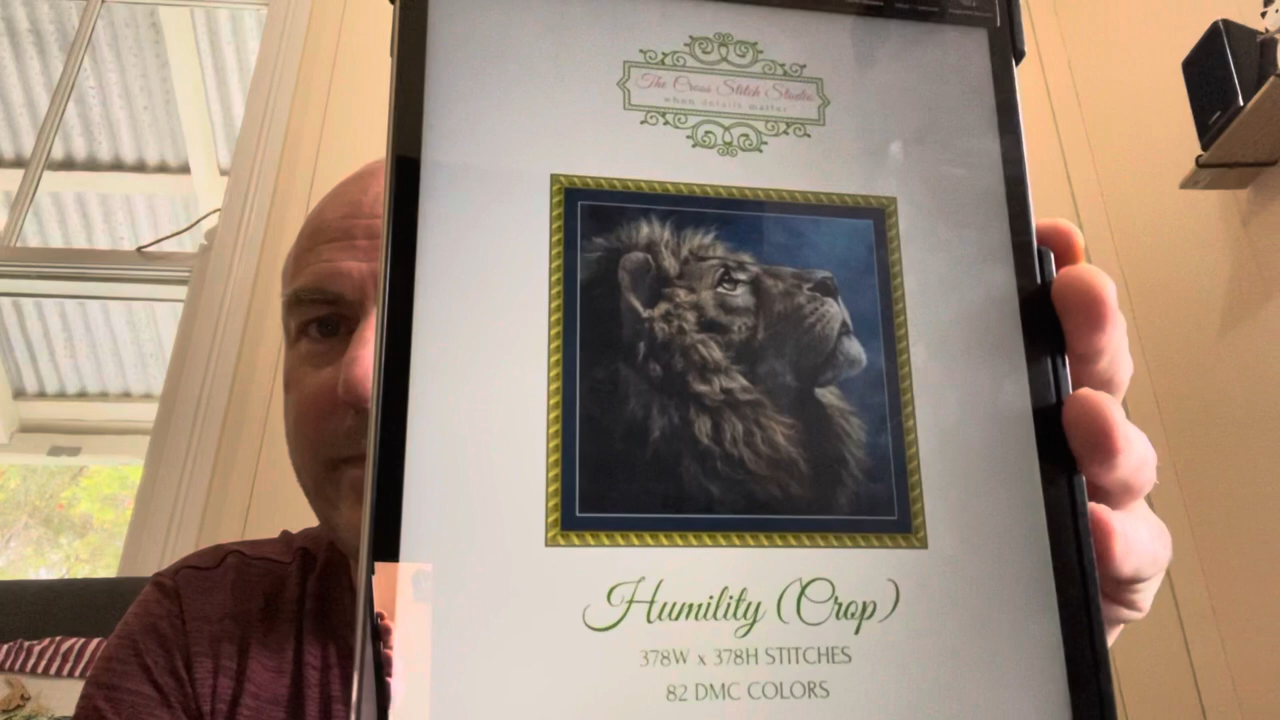 The Cross Stitch Studio
when details matter
Humility (Crop)
378W x 378H STITCHES
82 DMC COLORS